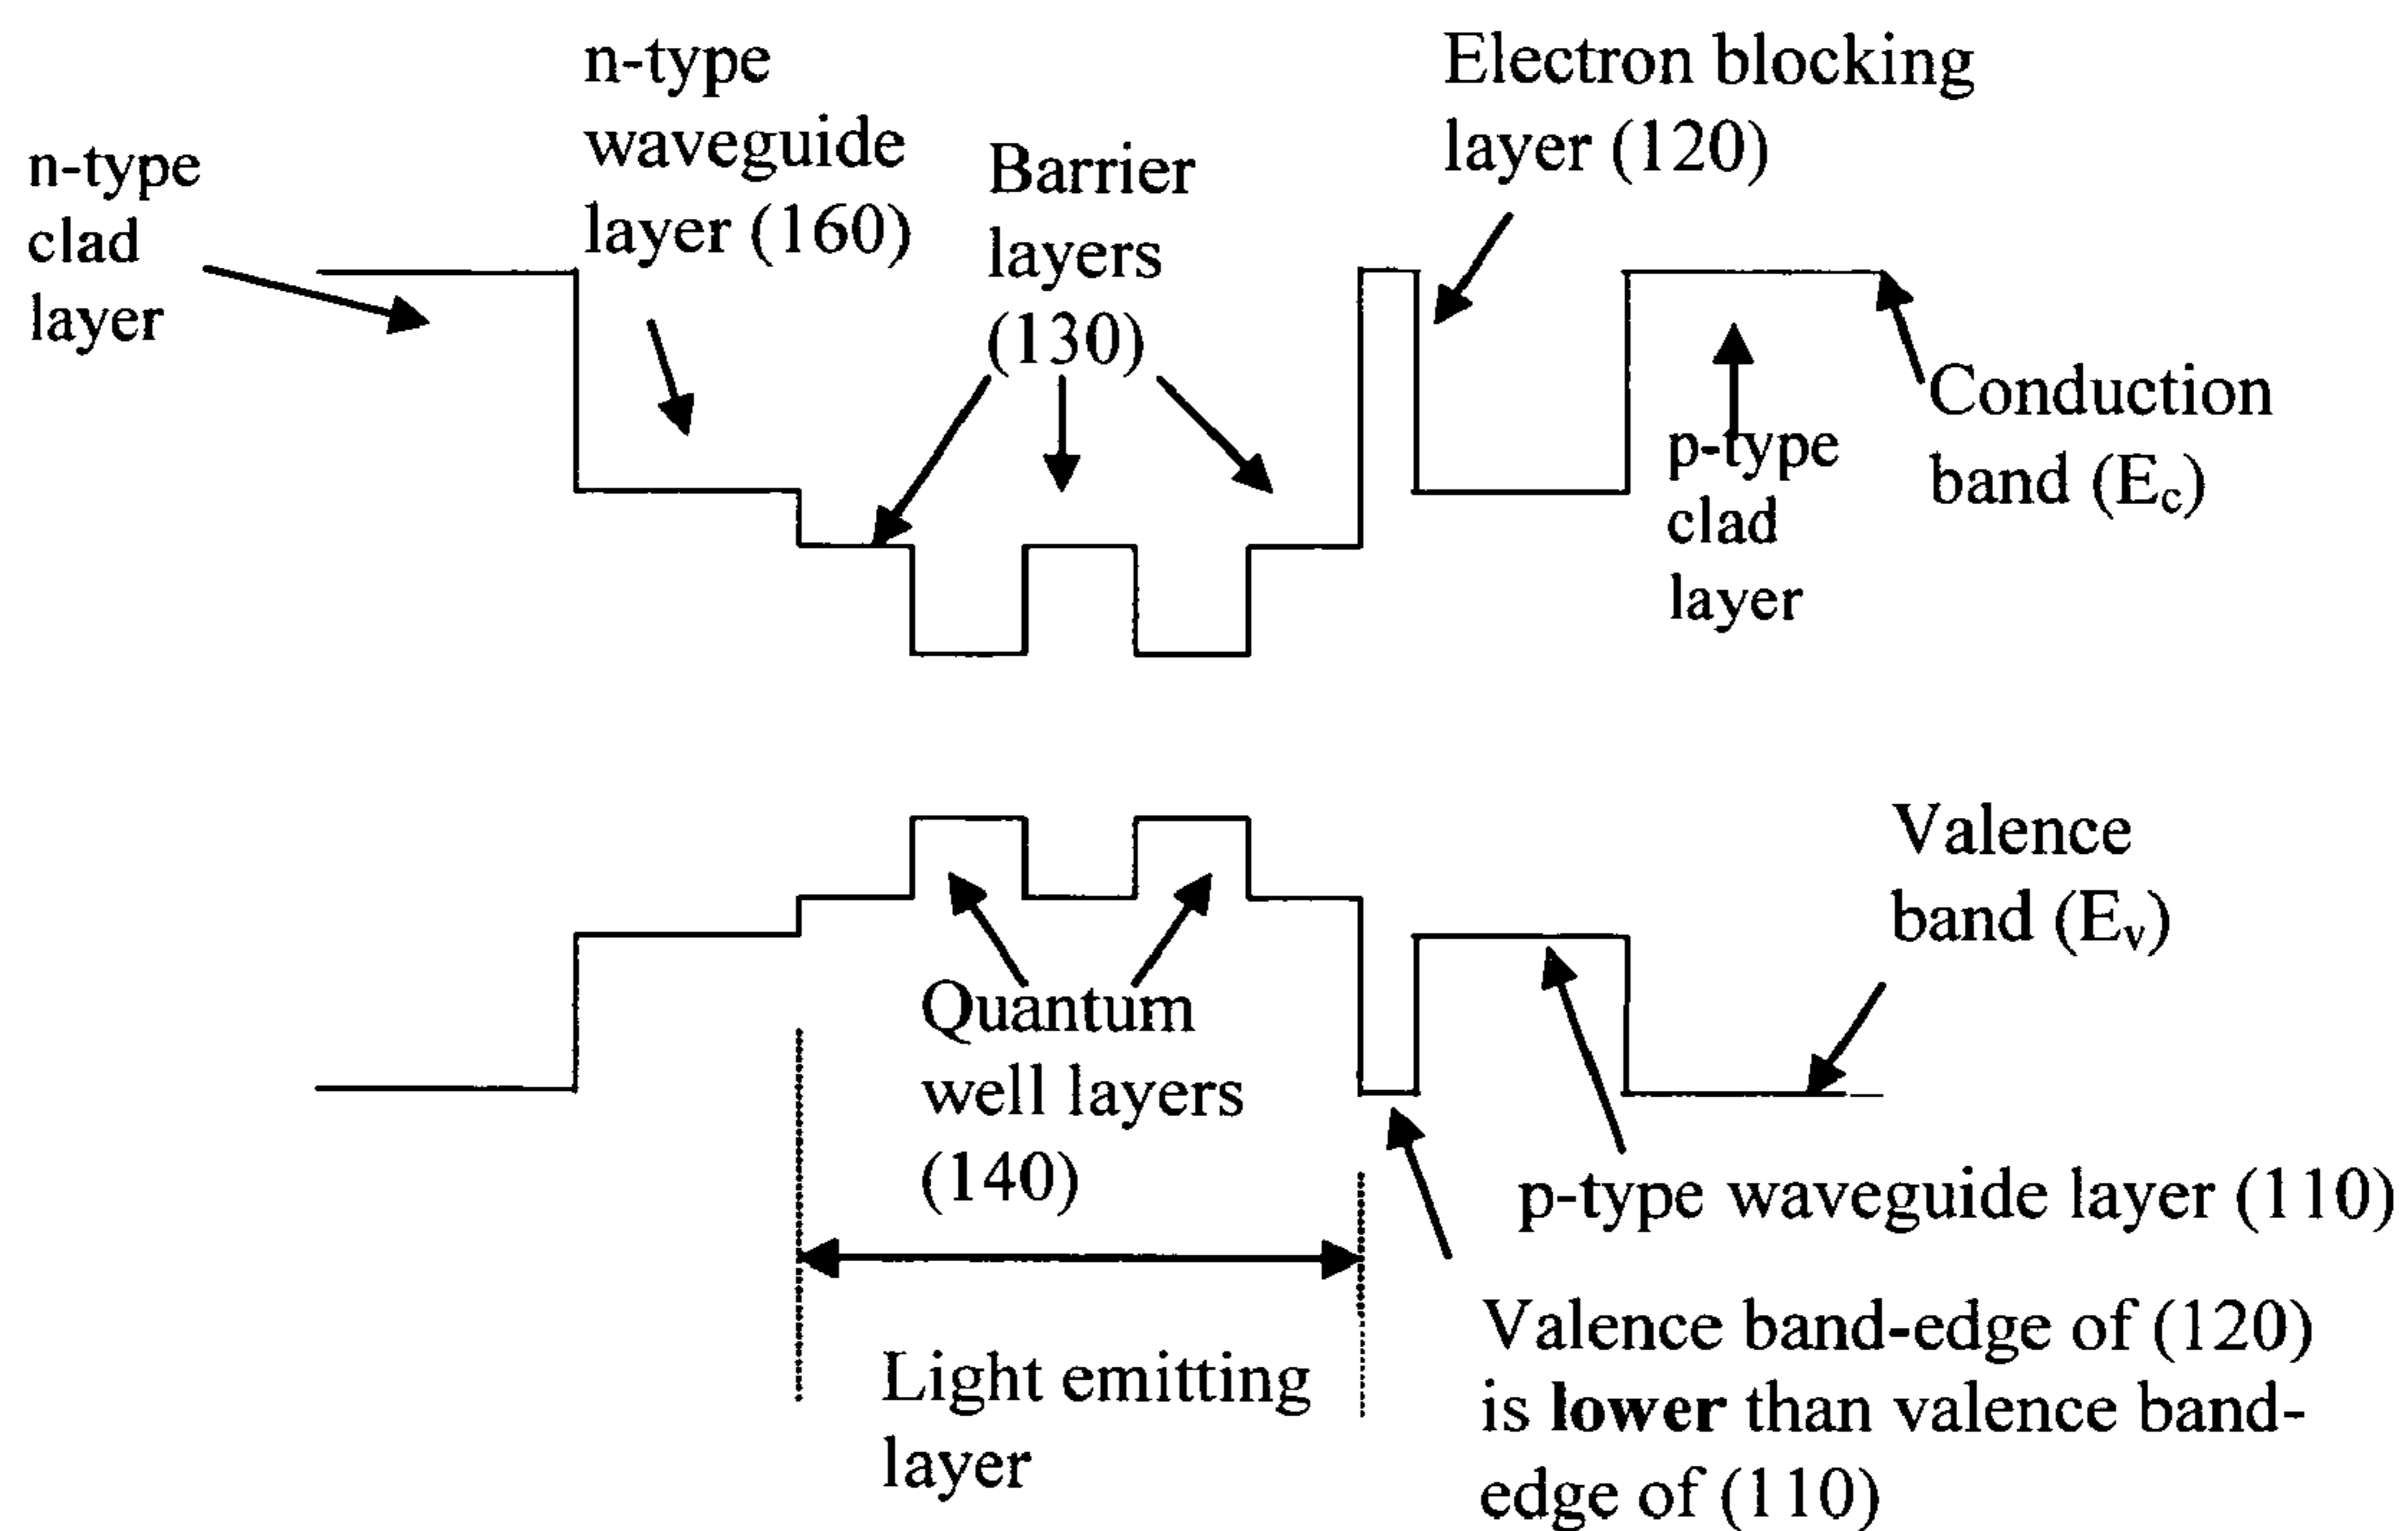 n-type
clad
layer
n-type
waveguide
layer (160)
Barrier
layers
(130)
Electron blocking
layer (120)
Conduction
band (Ec)
p-type
clad
layer
Valence
band (Ev)
Quantum
well layers
(140)
p-type waveguide layer (110)
Valence band-edge of (120)
is lower than valence band-
edge of (110)
Light emitting
layer